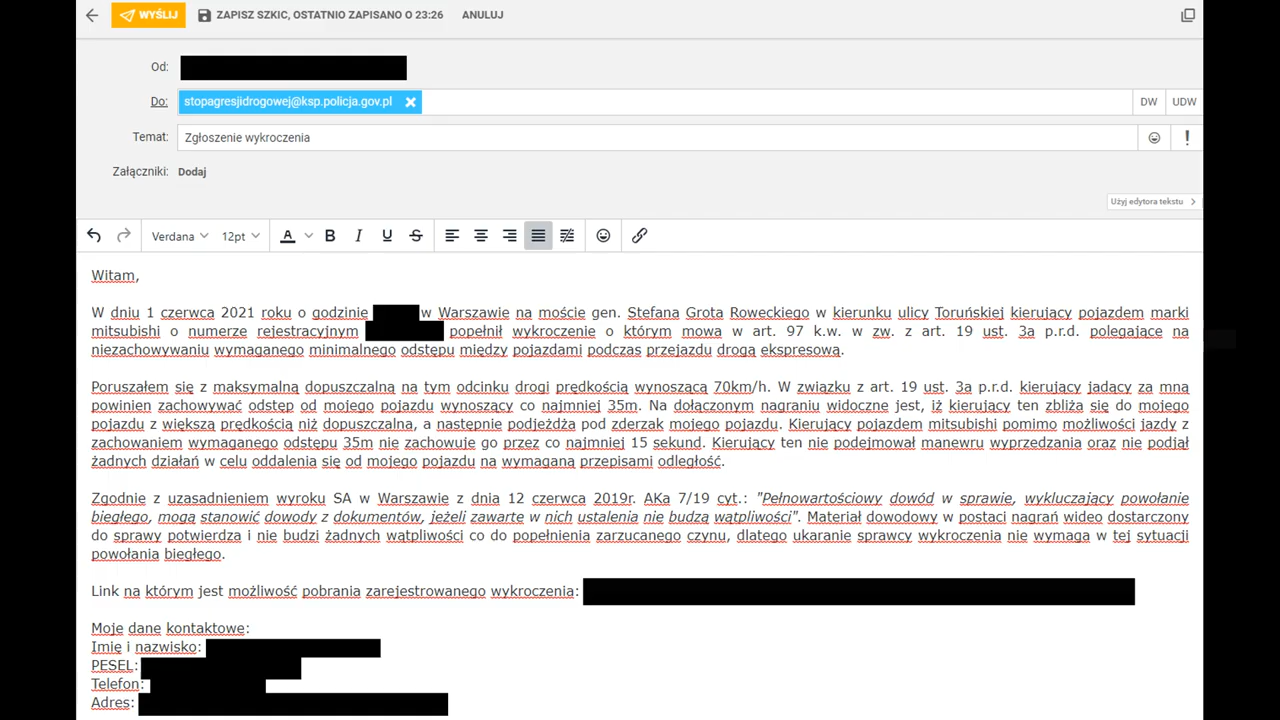 WYŚLIJ ZAPISZ SZKIC, OSTATNIO ZAPISANO O 23:26 ANULUJ
Od:
Do: stopagresjidrogowej@ksp.policja.gov.pl DW UDW
Temat: Zgłoszenie wykroczenia
Załączniki: Dodaj
Użyj edytora tekstu
Verdana 12pt A B I U S
Witam,
W dniu 1 czerwca 2021 roku o godzinie w Warszawie na moście gen. Stefana Grota Roweckiego w kierunku ulicy Toruńskiej kierujący pojazdem marki
mitsubishi o numerze rejestracyjnym popełnił wykroczenie o którym mowa w art. 97 k.w. w zw. z art. 19 ust. 3a p.r.d. polegające na
niezachowywaniu wymaganego minimalnego odstępu między pojazdami podczas przejazdu drogą ekspresową.
Poruszałem się z maksymalną dopuszczalną na tym odcinku drogi prędkością wynoszącą 70km/h. W związku z art. 19 ust. 3a p.r.d. kierujący jadący za mną
powinien zachowywać odstęp od mojego pojazdu wynoszący co najmniej 35m. Na dołączonym nagraniu widoczne jest, iż kierujący ten zbliża się do mojego
pojazdu z większą prędkością niż dopuszczalna, a następnie podjeżdża pod zderzak mojego pojazdu. Kierujący pojazdem mitsubishi pomimo możliwości jazdy z
zachowaniem wymaganego odstępu 35m nie zachowuje go przez co najmniej 15 sekund. Kierujący ten nie podejmował manewru wyprzedzania oraz nie podjął
żadnych działań w celu oddalenia się od mojego pojazdu na wymaganą przepisami odległość.
Zgodnie z uzasadnieniem wyroku SA w Warszawie z dnia 12 czerwca 2019r. AKa 7/19 cyt.: "Pełnowartościowy dowód w sprawie, wykluczający powołanie
biegłego, mogą stanowić dowody z dokumentów, jeżeli zawarte w nich ustalenia nie budzą wątpliwości". Materiał dowodowy w postaci nagrań wideo dostarczony
do sprawy potwierdza i nie budzi żadnych wątpliwości co do popełnienia zarzucanego czynu, dlatego ukaranie sprawcy wykroczenia nie wymaga w tej sytuacji
powołania biegłego.
Link na którym jest możliwość pobrania zarejestrowanego wykroczenia:
Moje dane kontaktowe:
Imię i nazwisko:
PESEL:
Telefon:
Adres: